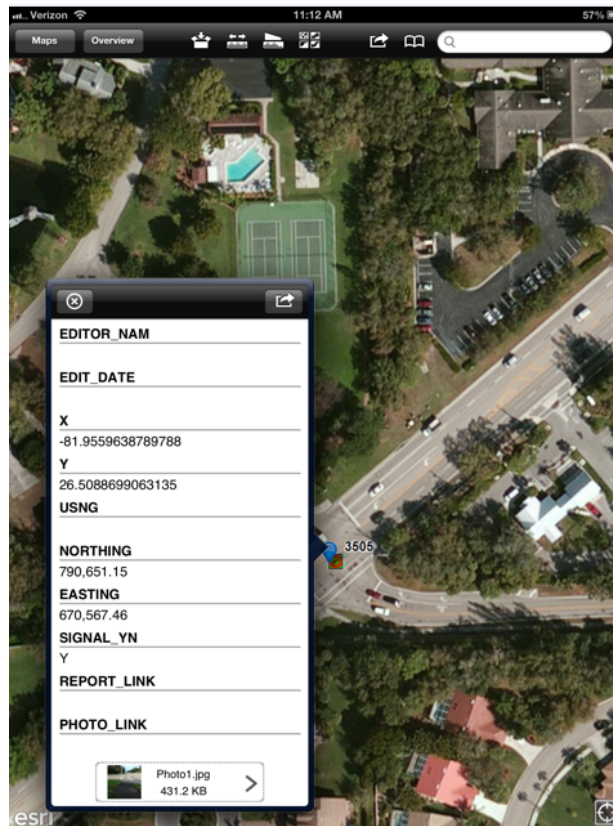 Verizon
11:12 AM
57%
Maps
Overview
EDITOR_NAM
EDIT_DATE
X
-81.9559638789788
Y
26.5088699063135
USNG
NORTHING
790,651.15
EASTING
670,567.46
SIGNAL_YN
Y
REPORT_LINK
PHOTO_LINK
Photo1.jpg
431.2 KB
3505
esri